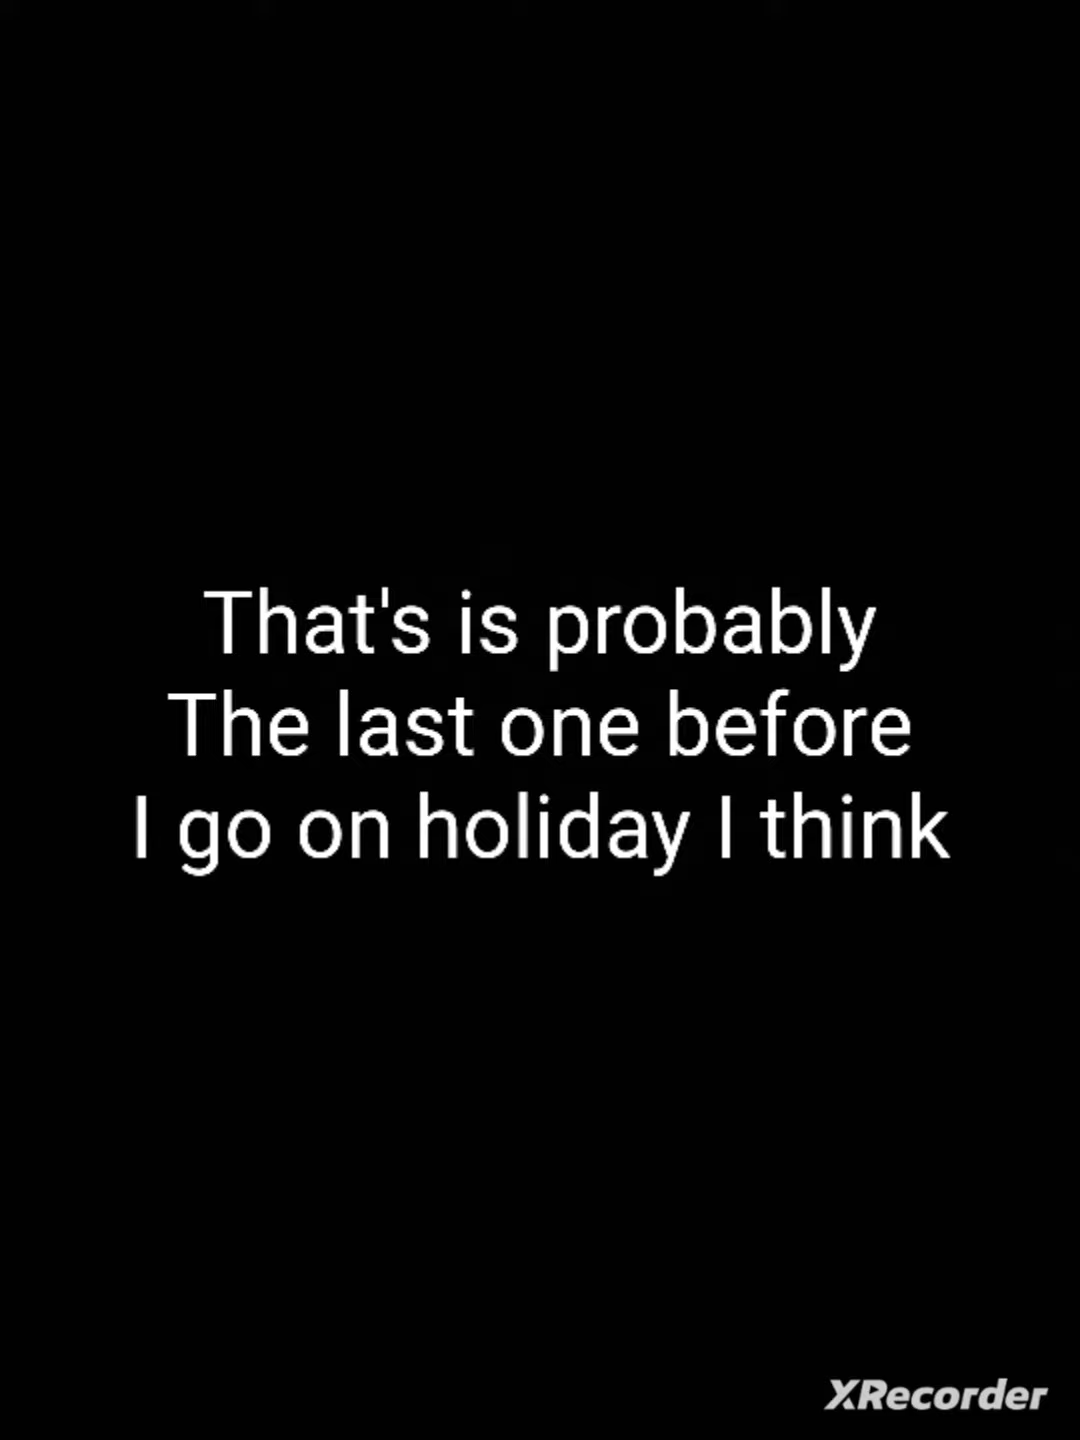 That's is probably
The last one before
I go on holiday I think
XRecorder